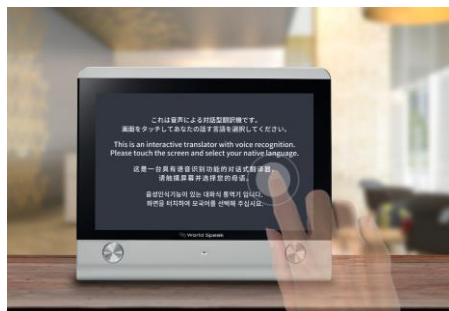 これは音声による対話型翻訳機です。
画面をタッチしてあなたの話す言語を選択してください。
This is an interactive translator with voice recognition.
Please touch the screen and select your native language.
这是一台具有语音识别功能的对话式翻译器。
请触摸屏幕并选择您的母语。
음성인식기능이 있는 대화식 통역기 입니다.
화면을 터치하여 모국어를 선택해 주십시요.
World Speak